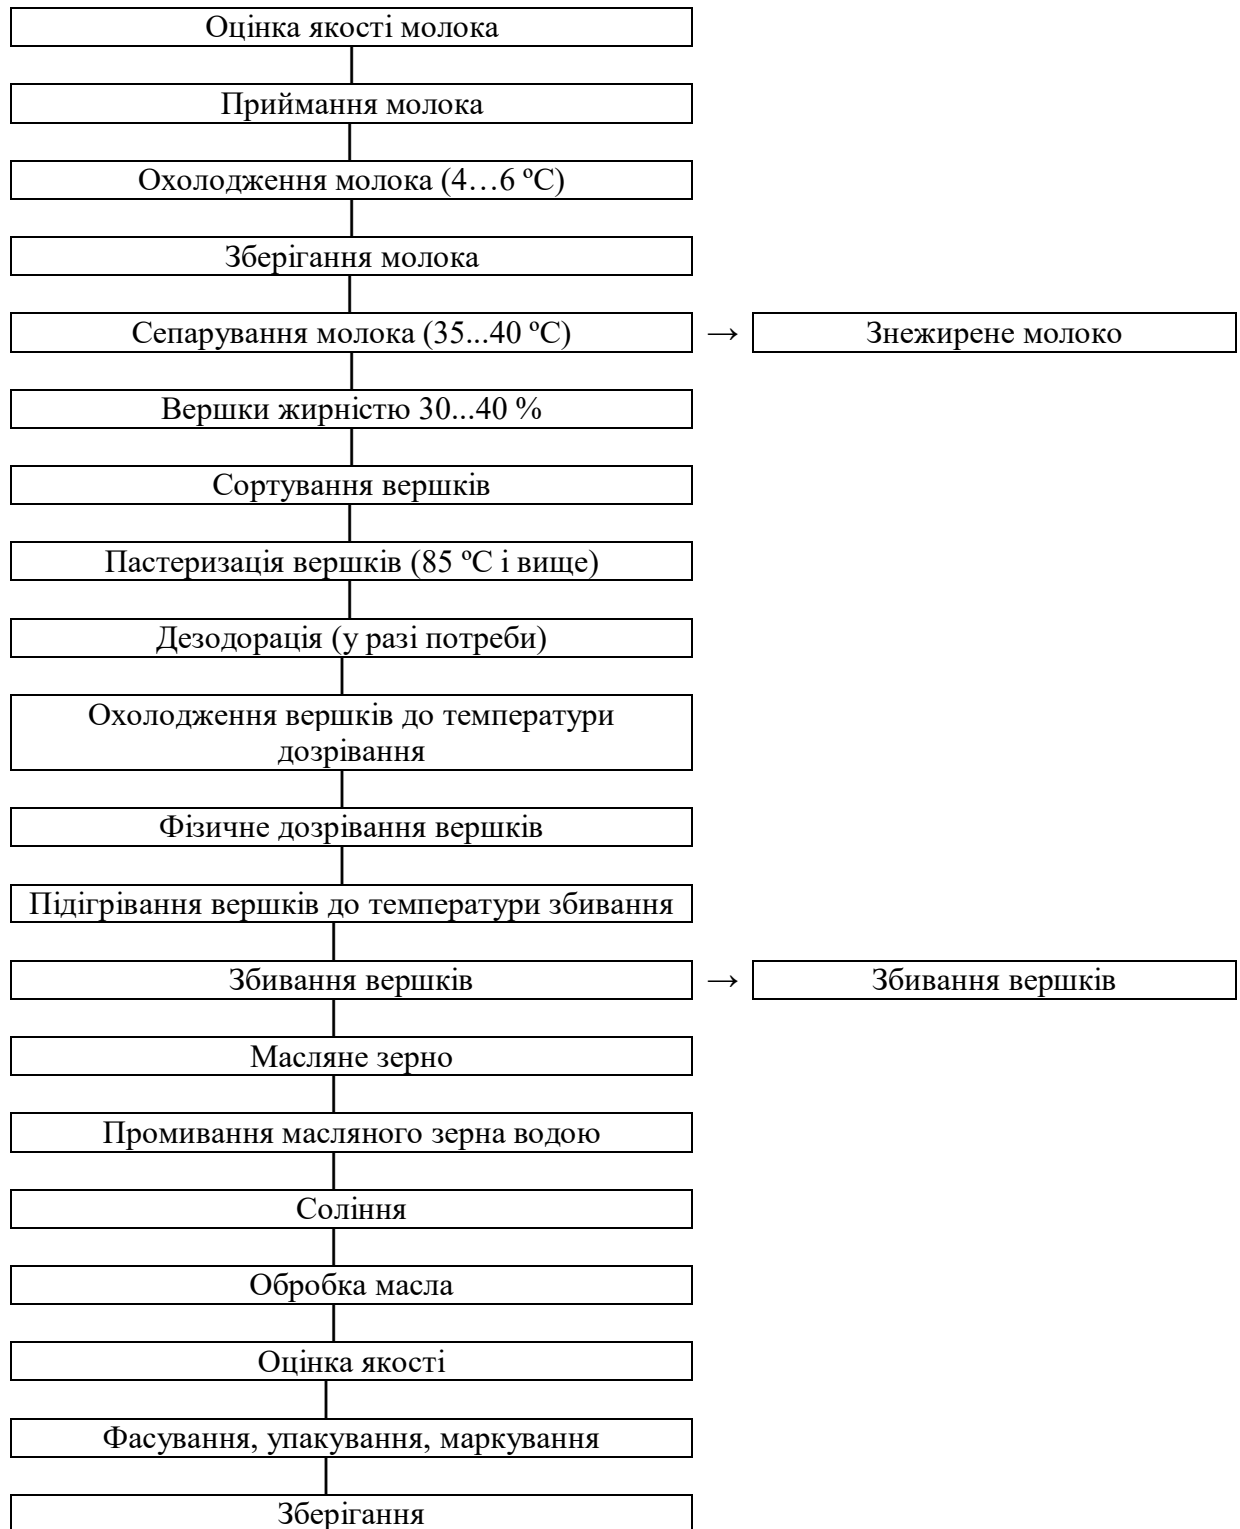 Оцінка якості молока
Приймання молока
Охолодження молока (4…6 ºС)
Зберігання молока
Сепарування молока (35...40 ºС)
→
Знежирене молоко
Вершки жирністю 30...40 %
Сортування вершків
Пастеризація вершків (85 ºС і вище)
Дезодорація (у разі потреби)
Охолодження вершків до температури
дозрівання
Фізичне дозрівання вершків
Підігрівання вершків до температури збивання
Збивання вершків
→
Збивання вершків
Масляне зерно
Промивання масляного зерна водою
Соління
Обробка масла
Оцінка якості
Фасування, упакування, маркування
Зберігання